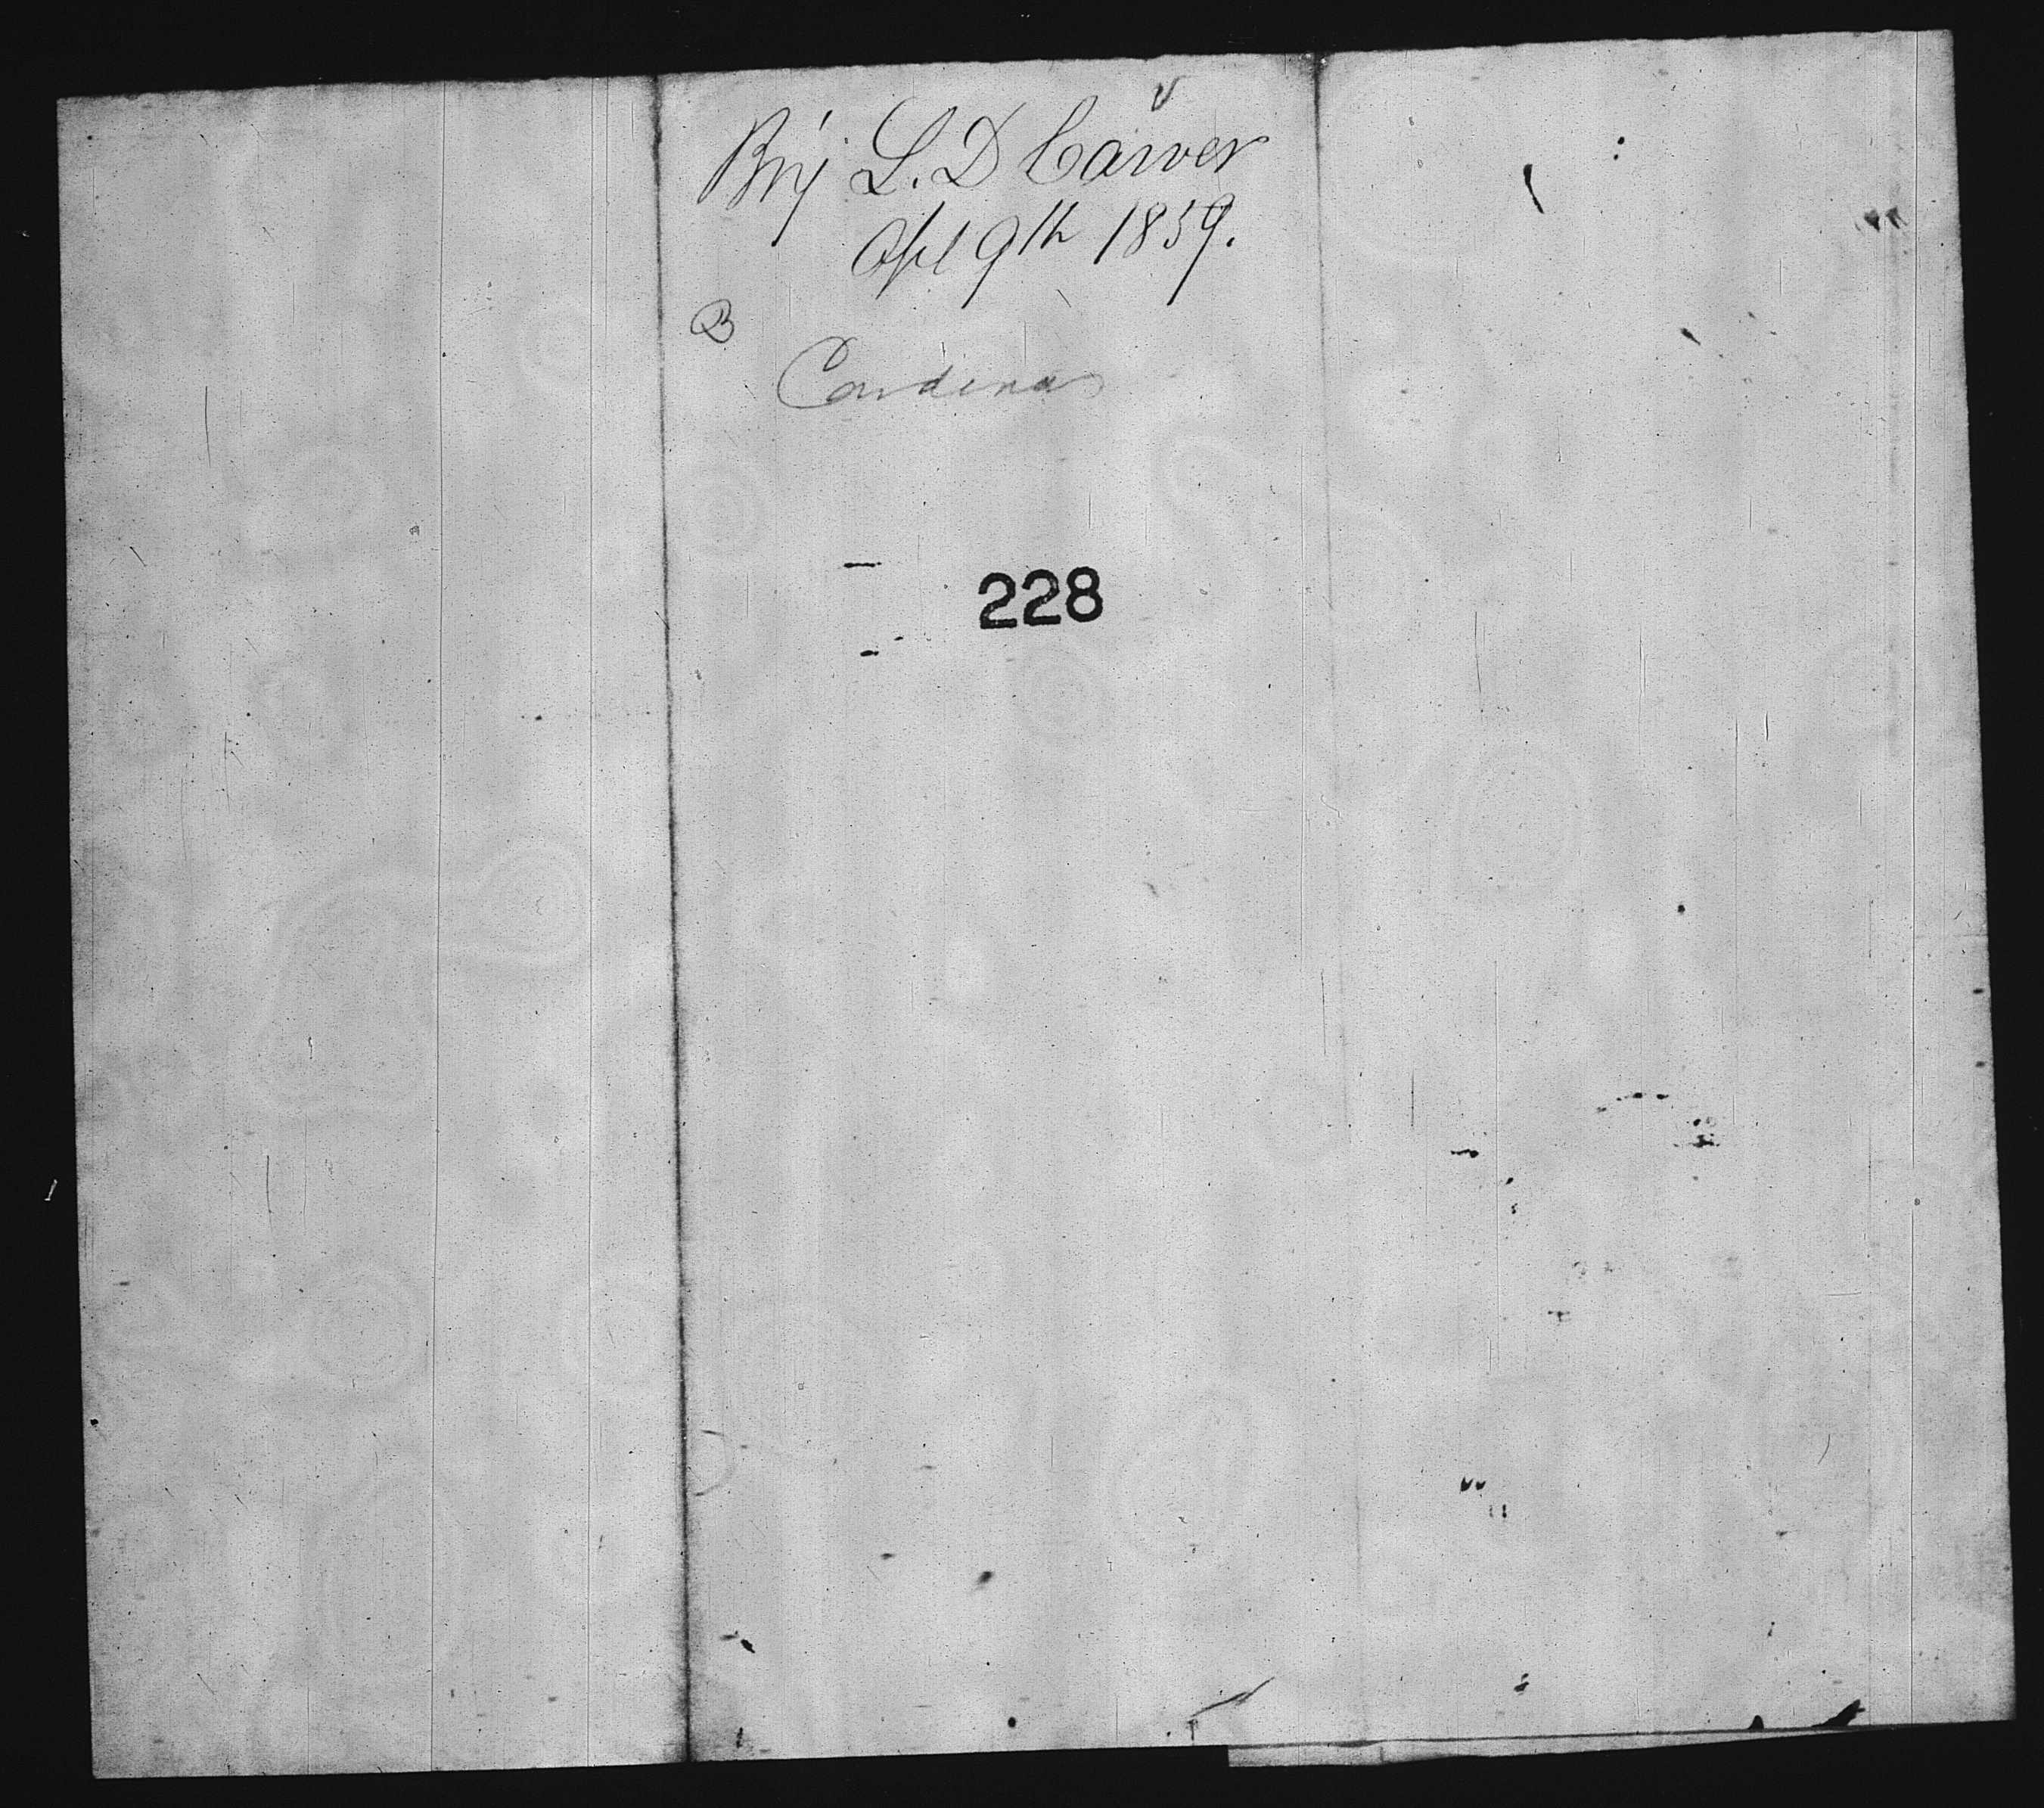 Brig L. D Carver
Apl 9th 1859.
B
Cardenas
228